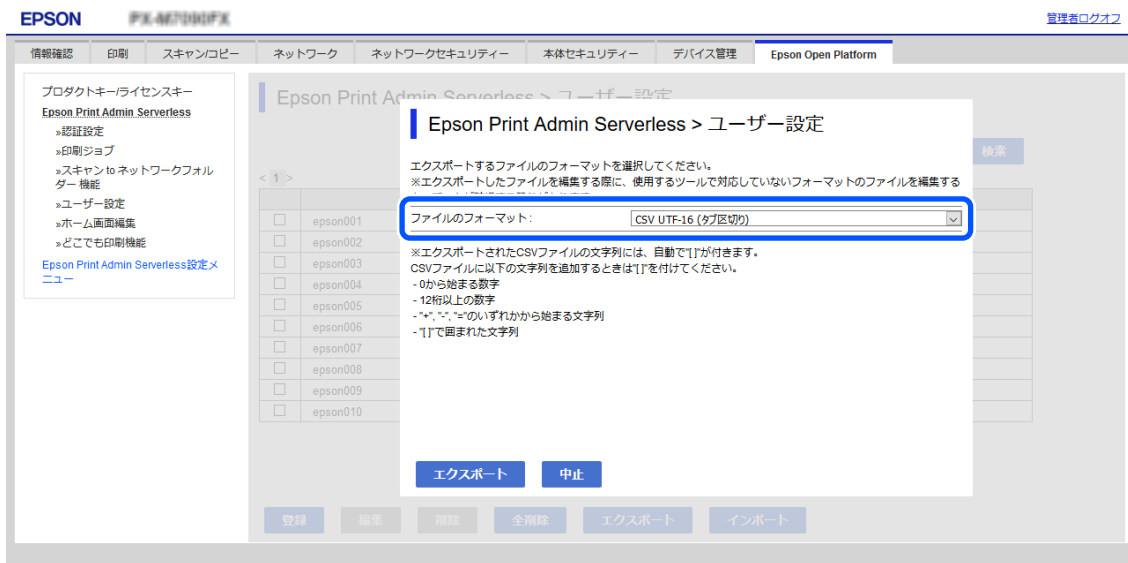 EPSON
管理者ログオフ
情報確認 印刷 スキャン/コピー ネットワーク ネットワークセキュリティー 本体セキュリティー デバイス管理 Epson Open Platform
プロダクトキー/ライセンスキー
Epson Print Admin Serverless
»認証設定
»印刷ジョブ
»スキャン to ネットワークフォル
ダー 機能
»ユーザー設定
»ホーム画面編集
»どこでも印刷機能
Epson Print Admin Serverless設定メ
ニュー
Epson Print Admin Serverless > ユーザー設定
検索
< 1 >
epson001
epson002
epson003
epson004
epson005
epson006
epson007
epson008
epson009
epson010
登録 編集 削除 全削除 エクスポート インポート
Epson Print Admin Serverless > ユーザー設定
エクスポートするファイルのフォーマットを選択してください。
※エクスポートしたファイルを編集する際に、使用するツールで対応していないフォーマットのファイルを編集する
ファイルのフォーマット : CSV UTF-16 (タブ区切り)
※エクスポートされたCSVファイルの文字列には、自動で"[ ]"が付きます。
CSVファイルに以下の文字列を追加するときは"[ ]"を付けてください。
- 0から始まる数字
- 12桁以上の数字
- "+", "-", "="のいずれかから始まる文字列
- "[ ]"で囲まれた文字列
エクスポート 中止